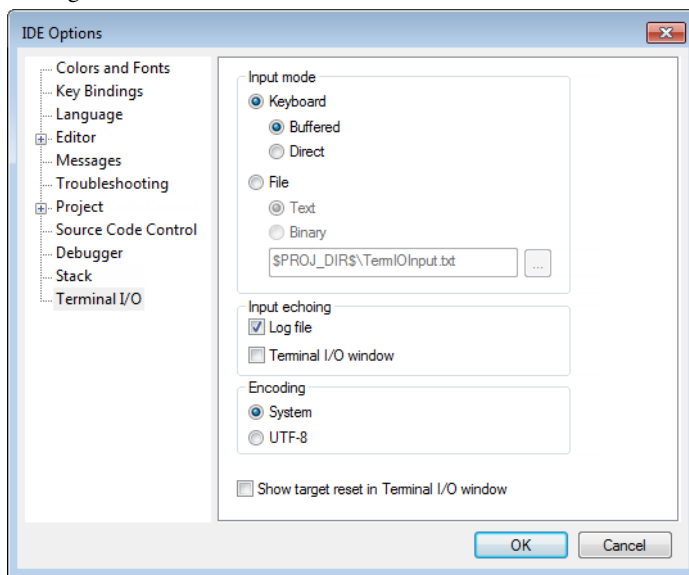 IDE Options
Colors and Fonts
Key Bindings
Language
Editor
Messages
Troubleshooting
Project
Source Code Control
Debugger
Stack
Terminal I/O
Input mode
Keyboard
Buffered
Direct
File
Text
Binary
$PROJ_DIR$\TermIOInput.txt
...
Input echoing
Log file
Terminal I/O window
Encoding
System
UTF-8
Show target reset in Terminal I/O window
OK
Cancel